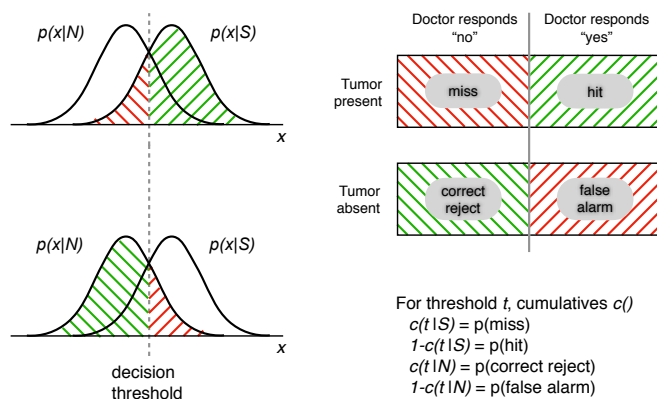 p(x|N)
p(x|S)
x
p(x|N)
p(x|S)
x
decision
threshold
Doctor responds
“no”
Doctor responds
“yes”
Tumor
present
miss
hit
Tumor
absent
correct
reject
false
alarm
For threshold t, cumulatives c()
c(t|S) = p(miss)
1-c(t|S) = p(hit)
c(t|N) = p(correct reject)
1-c(t|N) = p(false alarm)